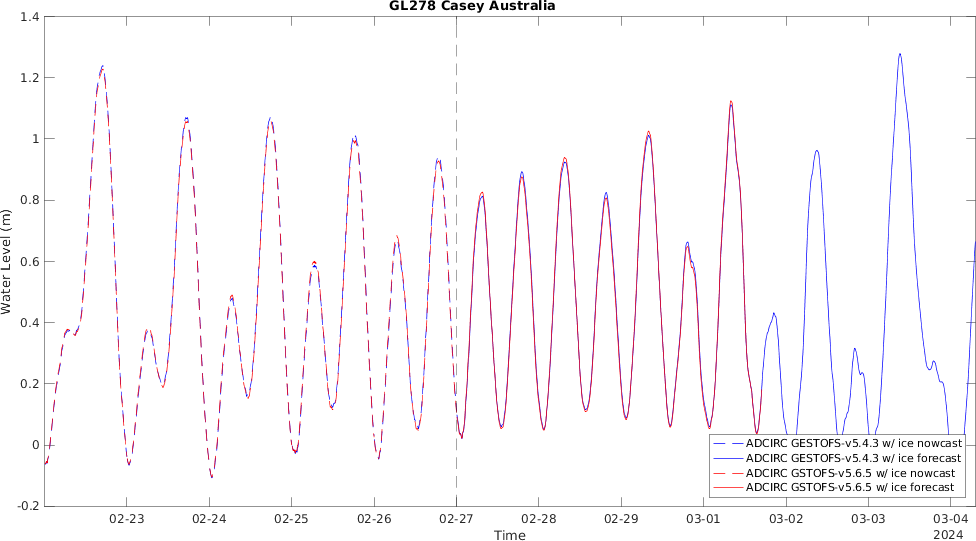 GL278 Casey Australia
1.4
1.2
1
0.8
0.6
0.4
0.2
0
-0.2
Water Level (m)
02-23 02-24 02-25 02-26 02-27 02-28 02-29 03-01 03-02 03-03 03-04
Time
2024
ADCIRC GESTOFS-v5.4.3 w/ ice nowcast
ADCIRC GESTOFS-v5.4.3 w/ ice forecast
ADCIRC GSTOFS-v5.6.5 w/ ice nowcast
ADCIRC GSTOFS-v5.6.5 w/ ice forecast